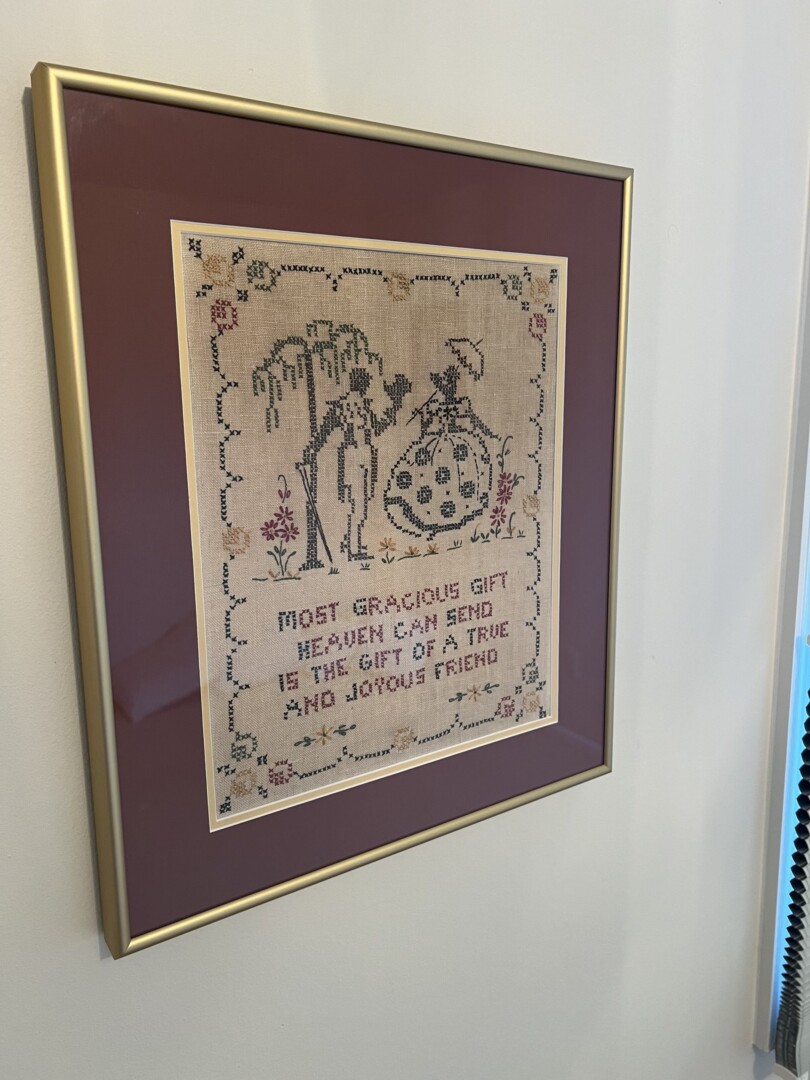 MOST GRACIOUS GIFT
HEAVEN CAN SEND
IS THE GIFT OF A TRUE
AND JOYOUS FRIEND